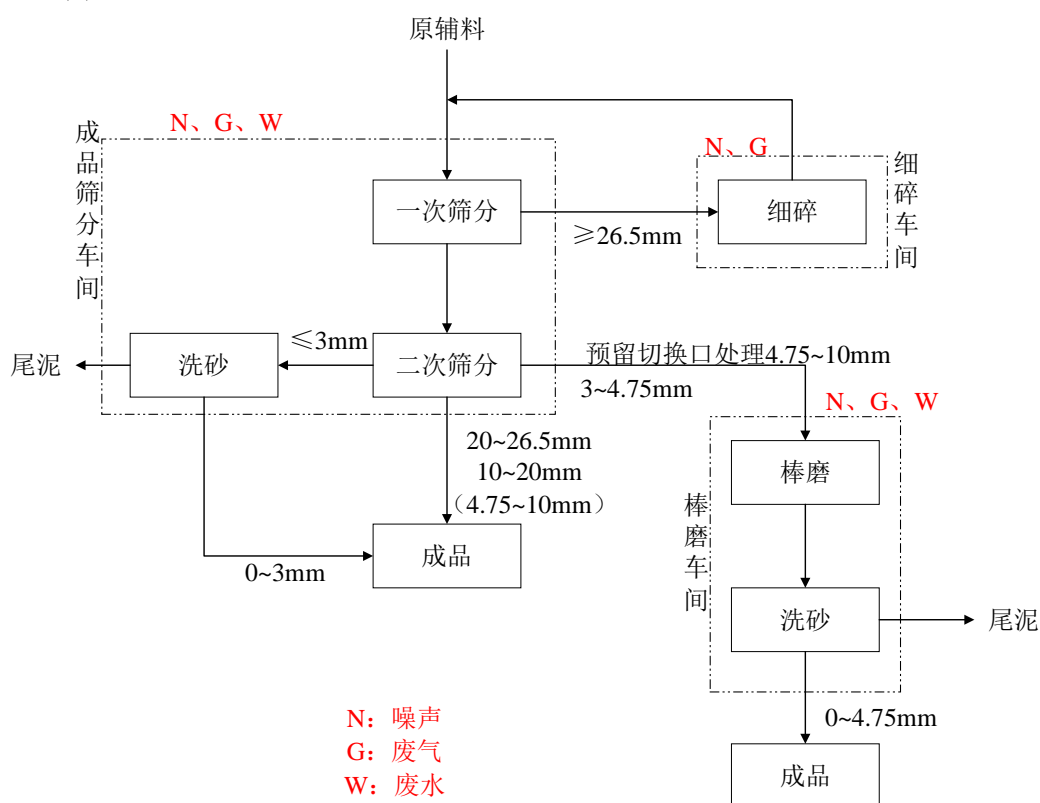 原辅料
N、G、W
成品筛分车间
一次筛分
≥26.5mm
N、G
细碎
细碎车间
尾泥
洗砂
≤3mm
二次筛分
预留切换口处理4.75~10mm
3~4.75mm
N、G、W
20~26.5mm
10~20mm
（4.75~10mm）
0~3mm
成品
棒磨车间
棒磨
洗砂
尾泥
0~4.75mm
成品
N：噪声
G：废气
W：废水